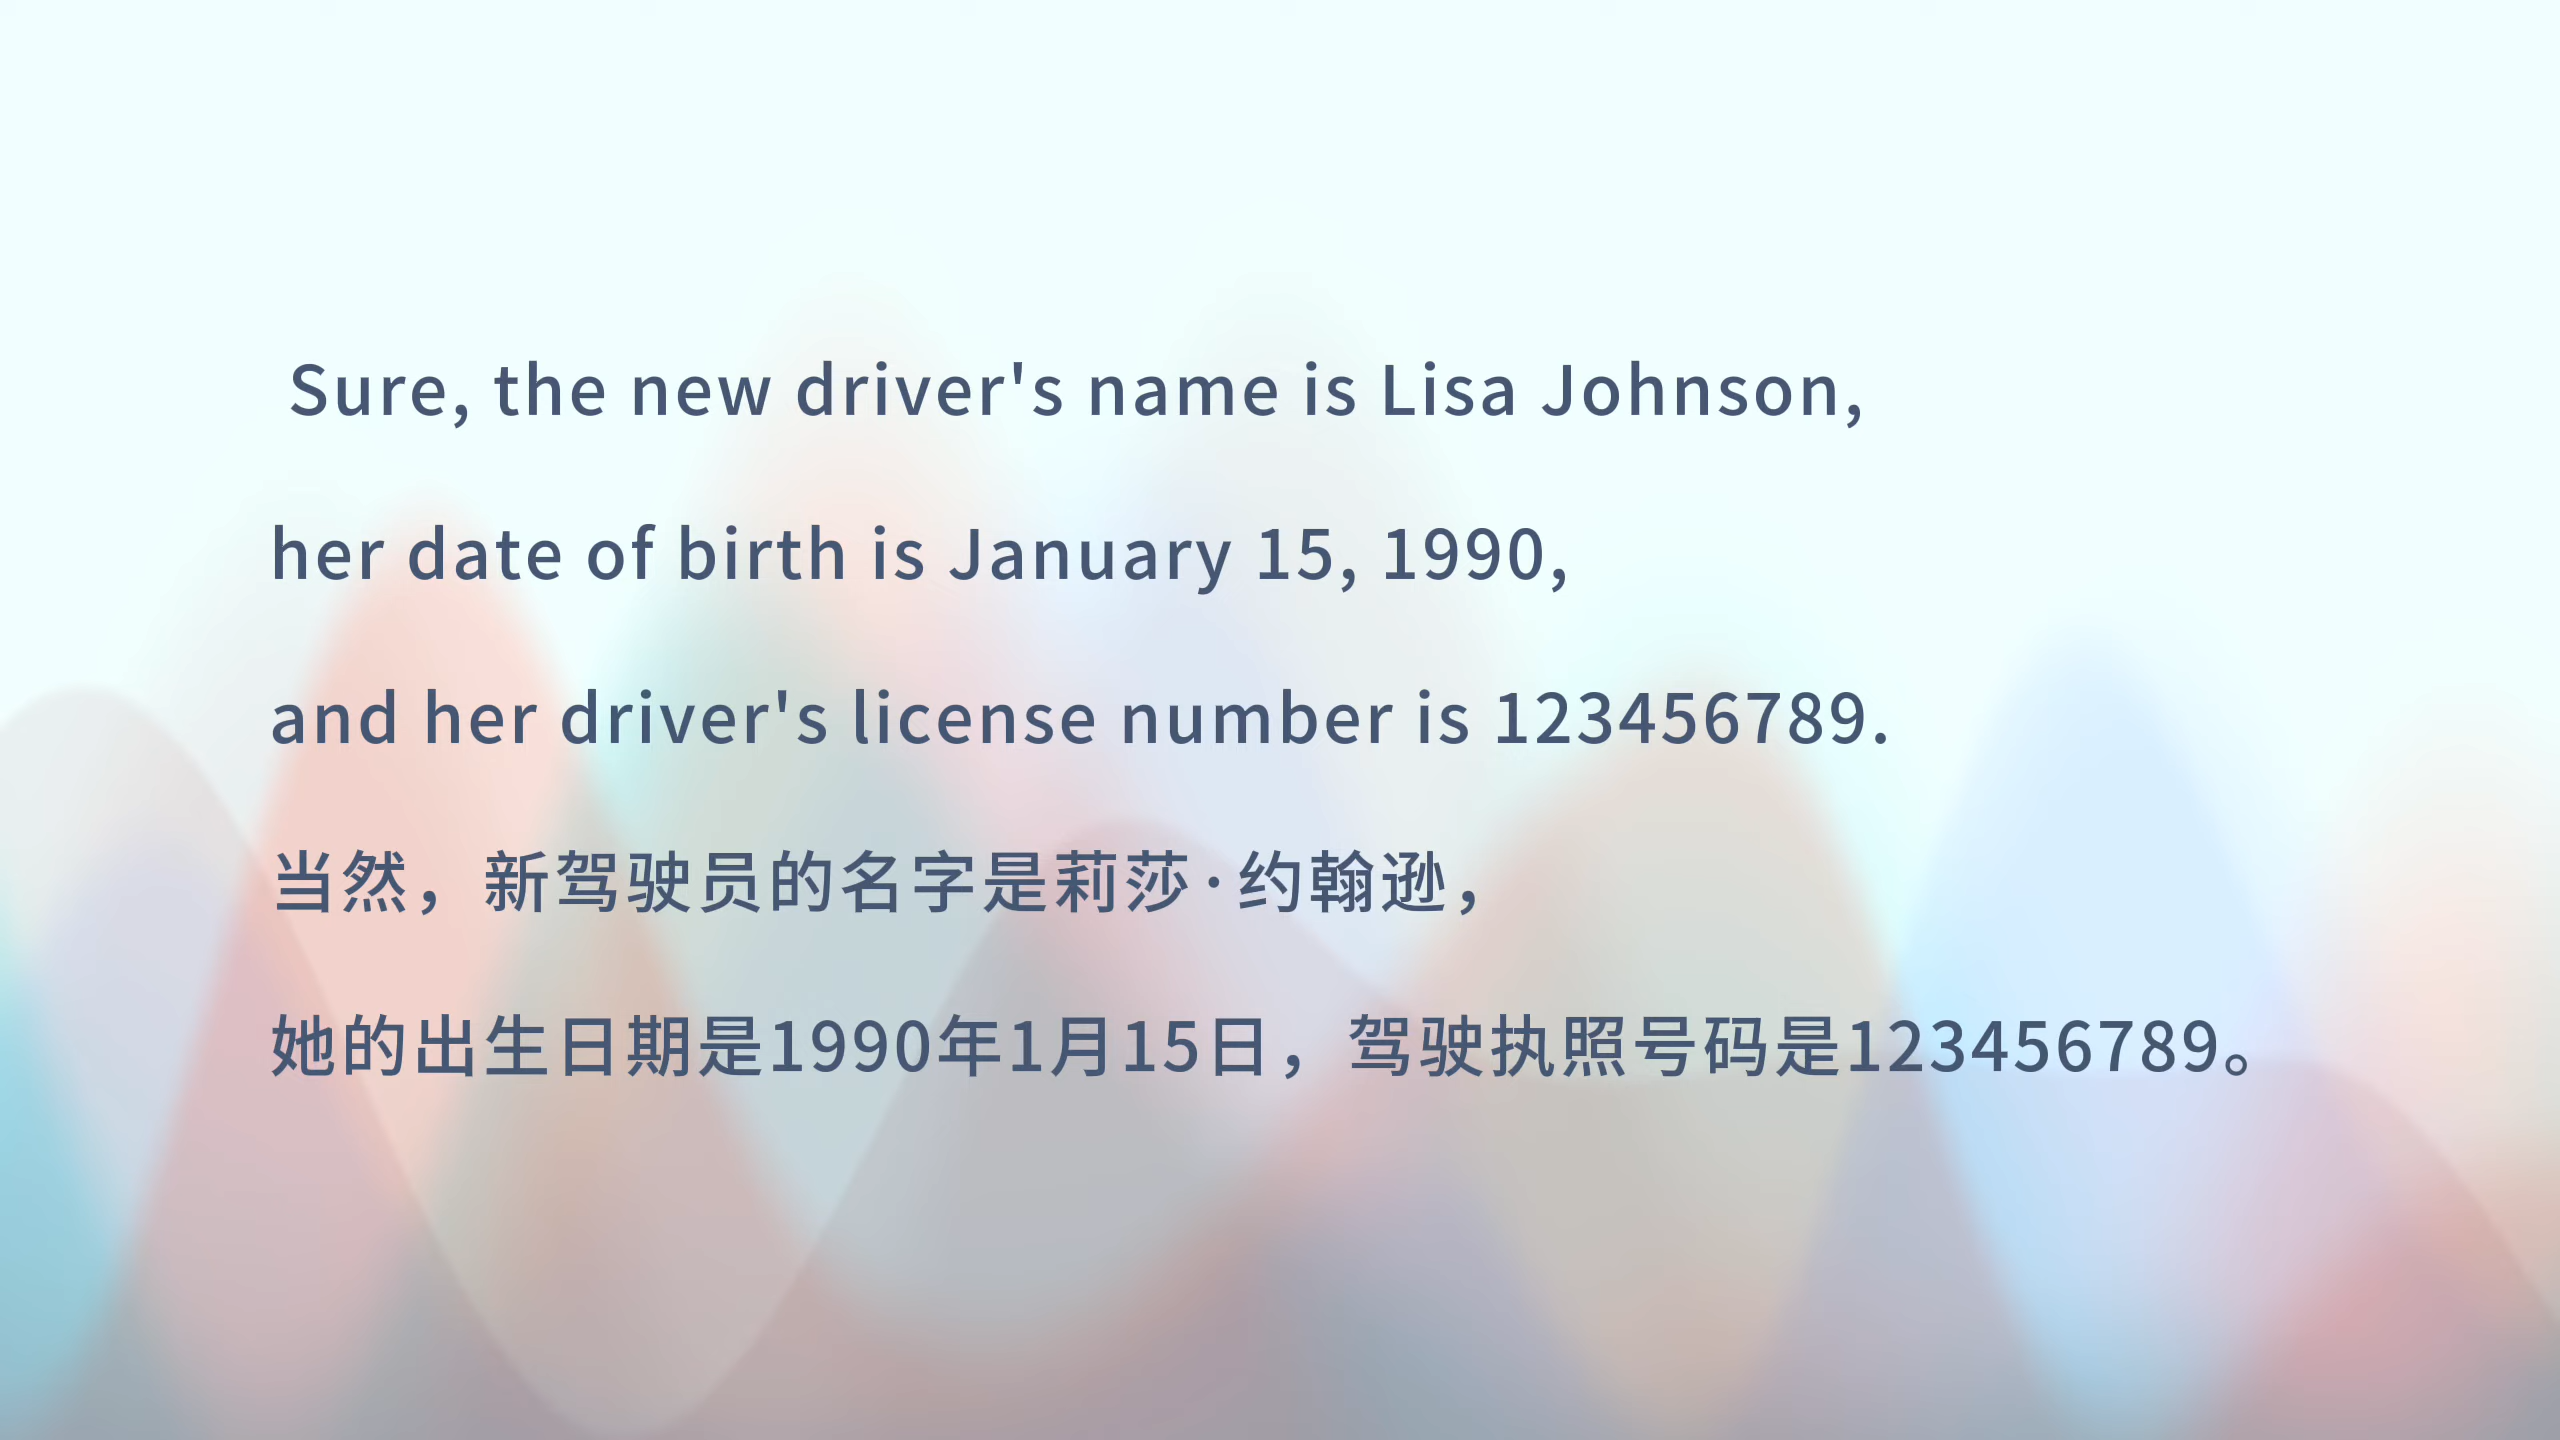 Sure, the new driver's name is Lisa Johnson,
her date of birth is January 15, 1990,
and her driver's license number is 123456789.
当然，新驾驶员的名字是莉莎·约翰逊，
她的出生日期是1990年1月15日，驾驶执照号码是123456789。